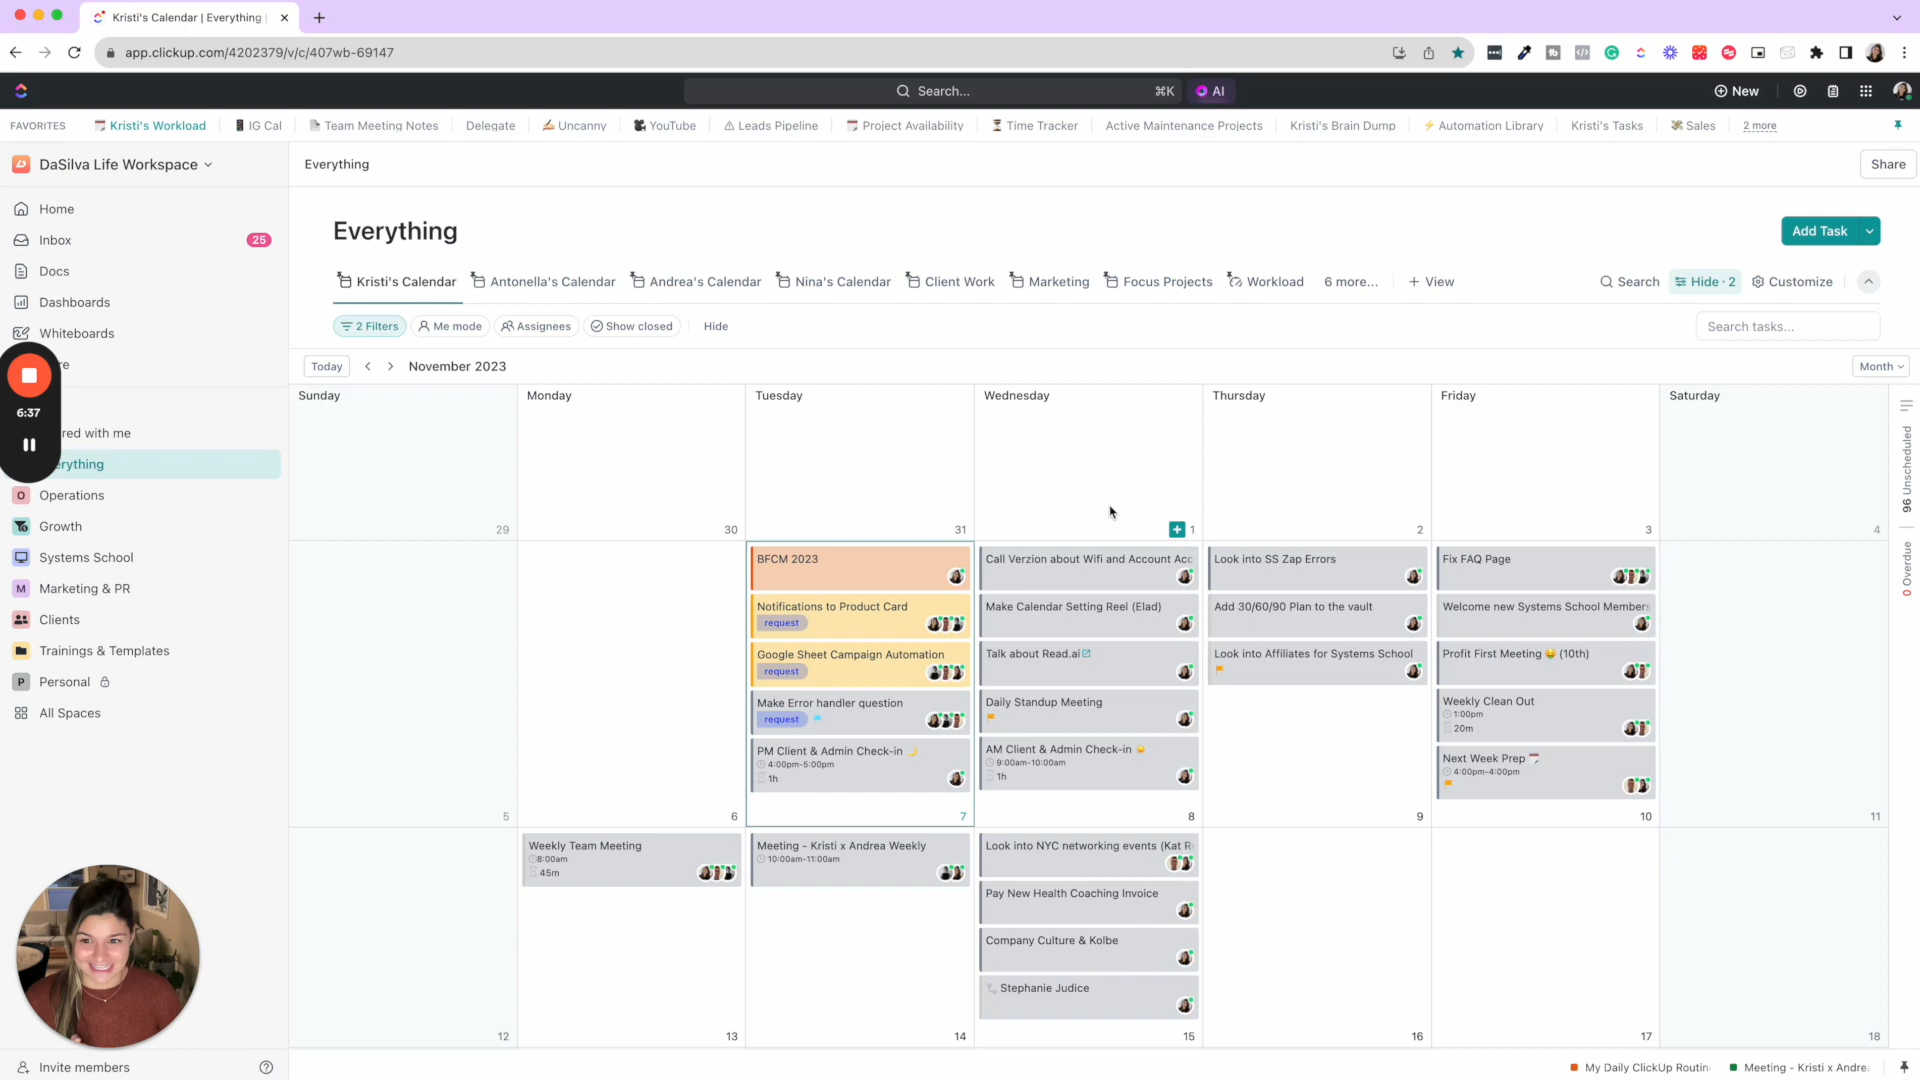 Kristi's Calendar | Everything
app.clickup.com/4202379/v/c/407wb-69147
Search... ⌘K AI New
FAVORITES Kristi's Workload IG Cal Team Meeting Notes Delegate Uncanny YouTube Leads Pipeline Project Availability Time Tracker Active Maintenance Projects Kristi's Brain Dump Automation Library Kristi's Tasks Sales 2 more
DaSilva Life Workspace
Home
Inbox 25
Docs
Dashboards
Whiteboards
re
6:37
red with me
erything
O Operations
Growth
Systems School
M Marketing & PR
Clients
Trainings & Templates
P Personal
All Spaces
Invite members
Everything
Share
Everything
Add Task
Kristi's Calendar Antonella's Calendar Andrea's Calendar Nina's Calendar Client Work Marketing Focus Projects Workload 6 more... + View Search Hide · 2 Customize
2 Filters Me mode Assignees Show closed Hide Search tasks...
Today November 2023 Month
Sunday Monday Tuesday Wednesday Thursday Friday Saturday
29 30 31 1 2 3 4
BFCM 2023
Notifications to Product Card
request
Google Sheet Campaign Automation
request
Make Error handler question
request
PM Client & Admin Check-in
4:00pm-5:00pm
1h
Call Verzion about Wifi and Account Acc
Make Calendar Setting Reel (Elad)
Talk about Read.ai
Daily Standup Meeting
AM Client & Admin Check-in
9:00am-10:00am
1h
Look into SS Zap Errors
Add 30/60/90 Plan to the vault
Look into Affiliates for Systems School
Fix FAQ Page
Welcome new Systems School Members
Profit First Meeting 🤑 (10th)
Weekly Clean Out
1:00pm
20m
Next Week Prep
4:00pm-4:00pm
5 6 7 8 9 10 11
Weekly Team Meeting
8:00am
45m
Meeting - Kristi x Andrea Weekly
10:00am-11:00am
Look into NYC networking events (Kat R
Pay New Health Coaching Invoice
Company Culture & Kolbe
Stephanie Judice
12 13 14 15 16 17 18
96 Unscheduled
0 Overdue
My Daily ClickUp Routin Meeting - Kristi x Andre